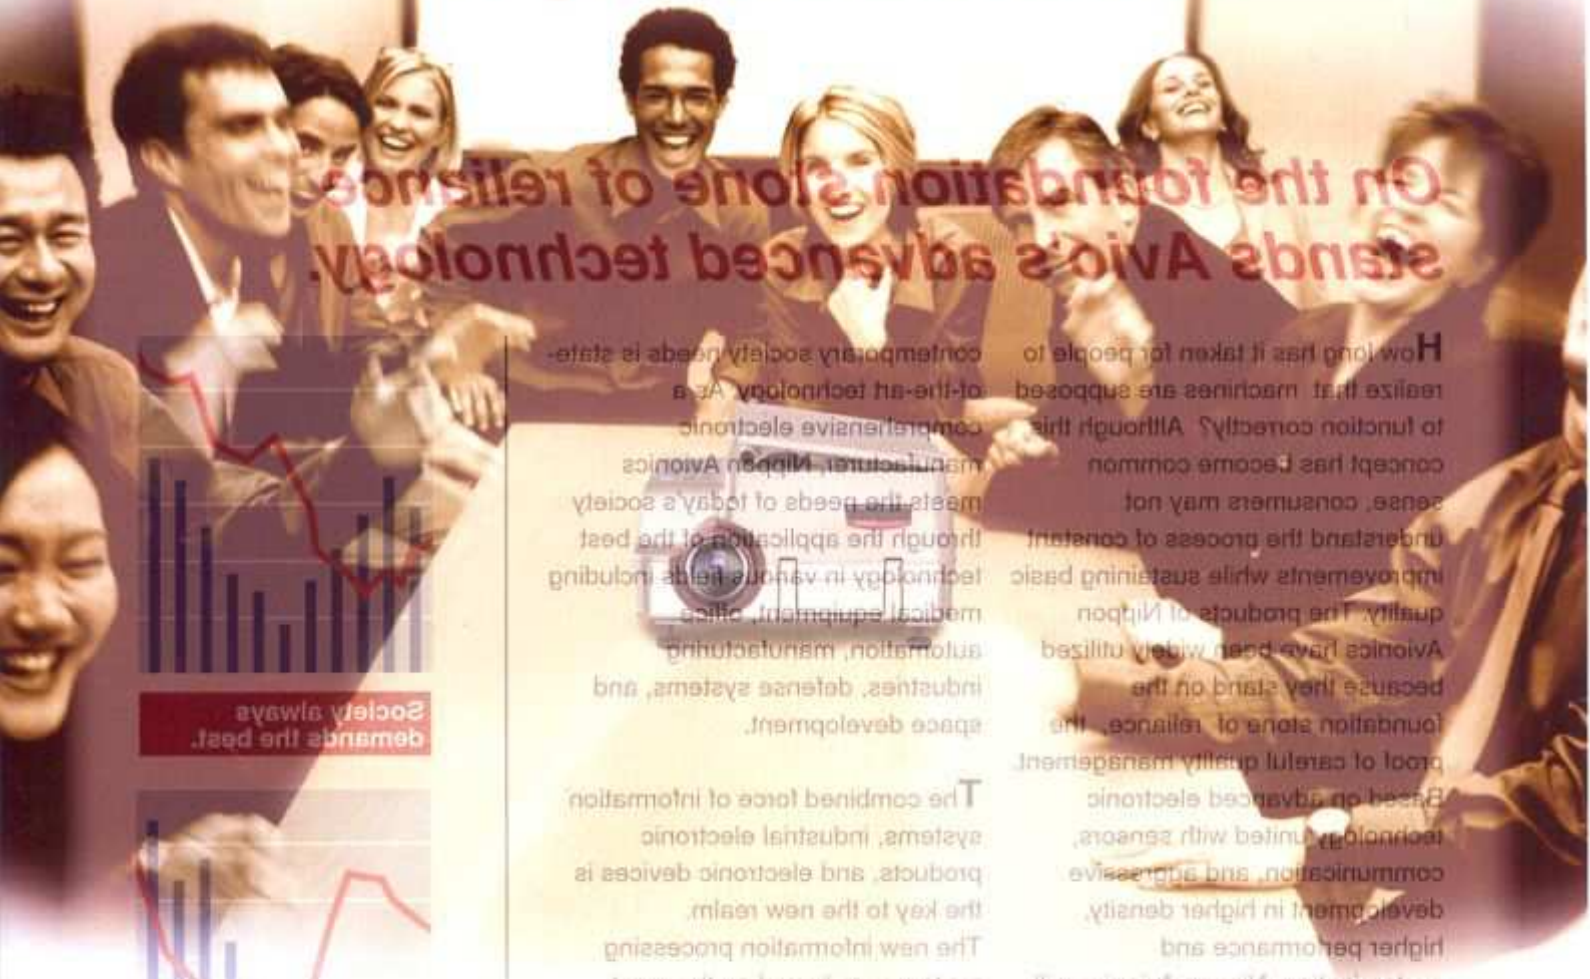 On the foundation stone of reliance
stands Avio's advanced technology.
How long has it taken for people to
realize that machines are supposed
to function correctly? Although this
concept has become common
sense, consumers may not
understand the process of constant
improvements while sustaining basic
quality. The products of Nippon
Avionics have been widely utilized
because they stand on the
foundation stone of reliance, the
proof of careful quality management.
Based on advanced electronic
technology united with sensors,
communication, and aggressive
development in higher density,
higher performance and
contemporary society needs is state-
of-the-art technology. As a
comprehensive electronic
manufacturer, Nippon Avionics
meets the needs of today's society
through the application of the best
technology in various fields including
medical equipment, office
automation, manufacturing
industries, defense systems, and
space development.
The combined force of information
systems, industrial electronic
products, and electronic devices is
the key to the new realm.
The new information processing
Society always
demands the best.